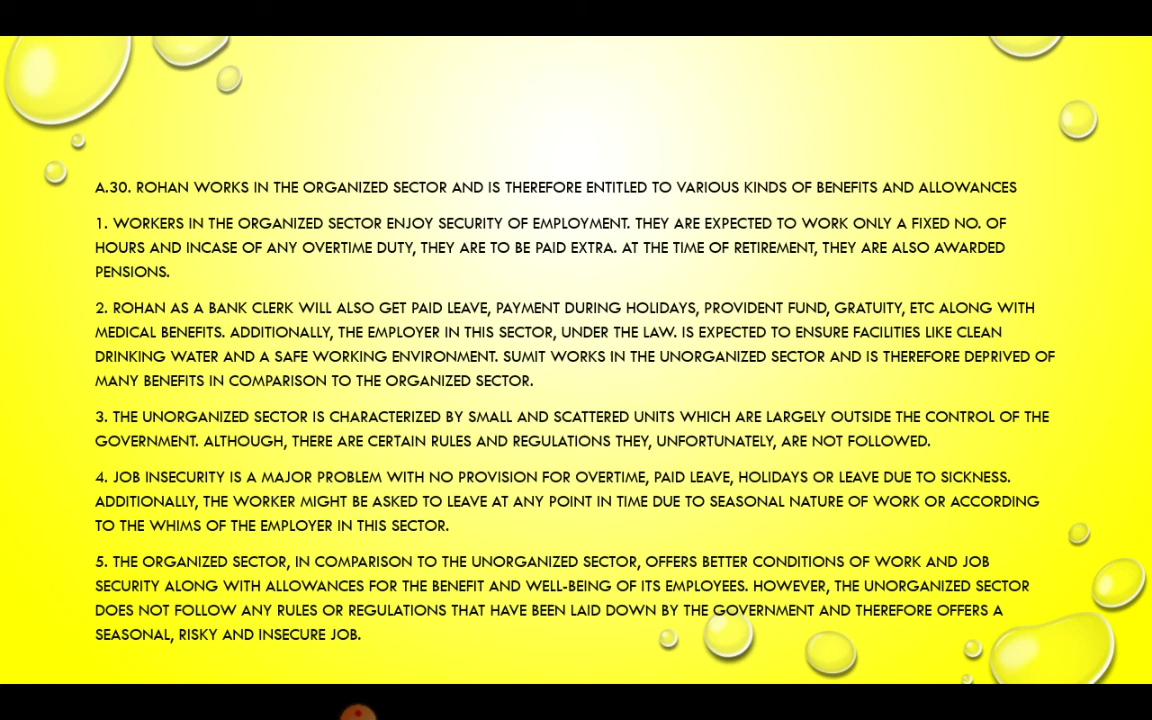 A.30. ROHAN WORKS IN THE ORGANIZED SECTOR AND IS THEREFORE ENTITLED TO VARIOUS KINDS OF BENEFITS AND ALLOWANCES
1. WORKERS IN THE ORGANIZED SECTOR ENJOY SECURITY OF EMPLOYMENT. THEY ARE EXPECTED TO WORK ONLY A FIXED NO. OF
HOURS AND INCASE OF ANY OVERTIME DUTY, THEY ARE TO BE PAID EXTRA. AT THE TIME OF RETIREMENT, THEY ARE ALSO AWARDED
PENSIONS.
2. ROHAN AS A BANK CLERK WILL ALSO GET PAID LEAVE, PAYMENT DURING HOLIDAYS, PROVIDENT FUND, GRATUITY, ETC ALONG WITH
MEDICAL BENEFITS. ADDITIONALLY, THE EMPLOYER IN THIS SECTOR, UNDER THE LAW. IS EXPECTED TO ENSURE FACILITIES LIKE CLEAN
DRINKING WATER AND A SAFE WORKING ENVIRONMENT. SUMIT WORKS IN THE UNORGANIZED SECTOR AND IS THEREFORE DEPRIVED OF
MANY BENEFITS IN COMPARISON TO THE ORGANIZED SECTOR.
3. THE UNORGANIZED SECTOR IS CHARACTERIZED BY SMALL AND SCATTERED UNITS WHICH ARE LARGELY OUTSIDE THE CONTROL OF THE
GOVERNMENT. ALTHOUGH, THERE ARE CERTAIN RULES AND REGULATIONS THEY, UNFORTUNATELY, ARE NOT FOLLOWED.
4. JOB INSECURITY IS A MAJOR PROBLEM WITH NO PROVISION FOR OVERTIME, PAID LEAVE, HOLIDAYS OR LEAVE DUE TO SICKNESS.
ADDITIONALLY, THE WORKER MIGHT BE ASKED TO LEAVE AT ANY POINT IN TIME DUE TO SEASONAL NATURE OF WORK OR ACCORDING
TO THE WHIMS OF THE EMPLOYER IN THIS SECTOR.
5. THE ORGANIZED SECTOR, IN COMPARISON TO THE UNORGANIZED SECTOR, OFFERS BETTER CONDITIONS OF WORK AND JOB
SECURITY ALONG WITH ALLOWANCES FOR THE BENEFIT AND WELL-BEING OF ITS EMPLOYEES. HOWEVER, THE UNORGANIZED SECTOR
DOES NOT FOLLOW ANY RULES OR REGULATIONS THAT HAVE BEEN LAID DOWN BY THE GOVERNMENT AND THEREFORE OFFERS A
SEASONAL, RISKY AND INSECURE JOB.